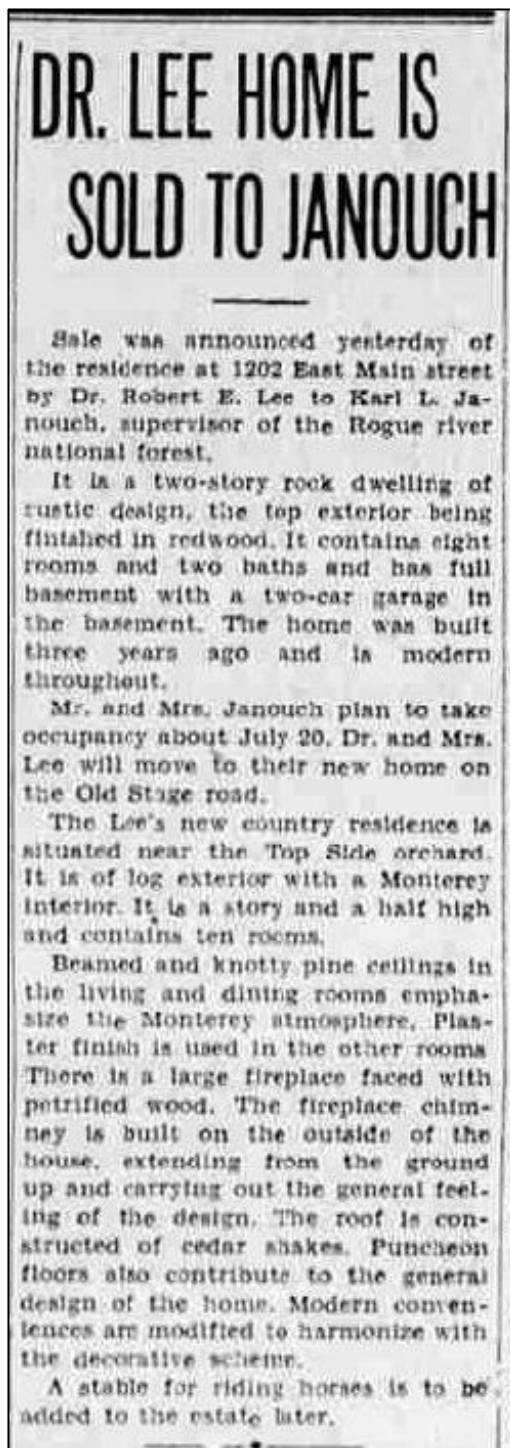 DR. LEE HOME IS
SOLD TO JANOUCH
Sale was announced yesterday of
the residence at 1202 East Main street
by Dr. Robert E. Lee to Karl L. Ja-
nouch, supervisor of the Rogue river
national forest.
It is a two-story rock dwelling of
rustic design, the top exterior being
finished in redwood. It contains eight
rooms and two baths and has full
basement with a two-car garage in
the basement. The home was built
three years ago and is modern
throughout.
Mr. and Mrs. Janouch plan to take
occupancy about July 20. Dr. and Mrs.
Lee will move to their new home on
the Old Stage road.
The Lee's new country residence is
situated near the Top Side orchard.
It is of log exterior with a Monterey
interior. It is a story and a half high
and contains ten rooms.
Beamed and knotty pine ceilings in
the living and dining rooms empha-
size the Monterey atmosphere. Plas-
ter finish is used in the other rooms
There is a large fireplace faced with
petrified wood. The fireplace chim-
ney is built on the outside of the
house, extending from the ground
up and carrying out the general feel-
ing of the design. The roof is con-
structed of cedar shakes. Puncheon
floors also contribute to the general
design of the home. Modern conven-
iences are modified to harmonize with
the decorative scheme.
A stable for riding horses is to be
added to the estate later.